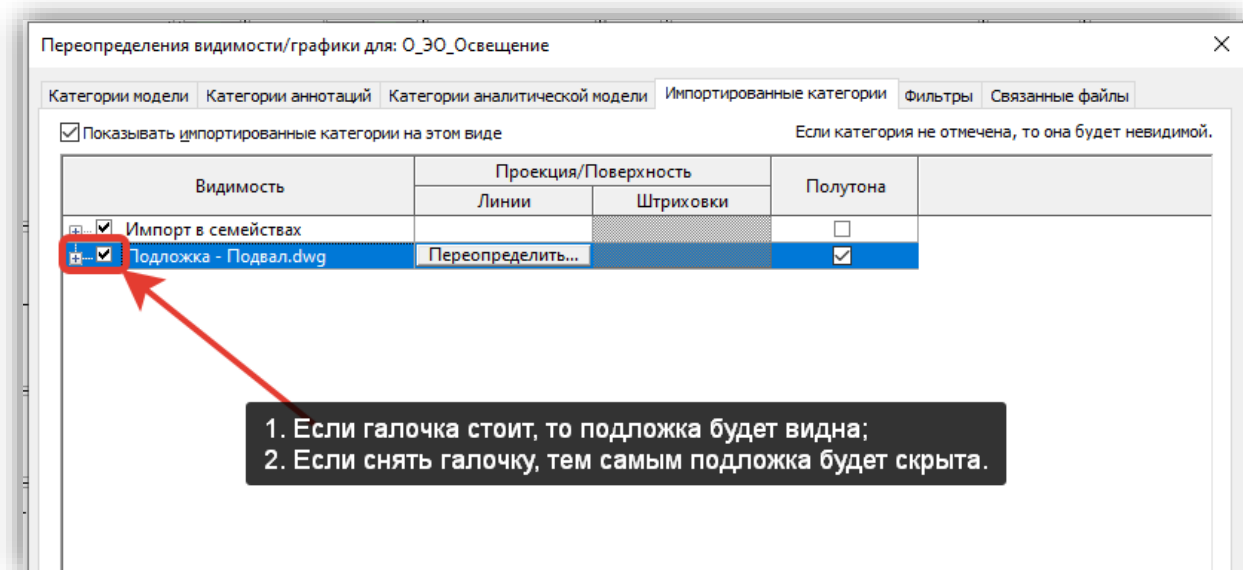 Переопределения видимости/графики для: О_ЭО_Освещение
Категории модели Категории аннотаций Категории аналитической модели Импортированные категории Фильтры Связанные файлы
Показывать импортированные категории на этом виде Если категория не отмечена, то она будет невидимой.
Видимость Проекция/Поверхность Полутона
Линии Штриховки
Импорт в семействах
Подложка - Подвал.dwg Переопределить...
1. Если галочка стоит, то подложка будет видна;
2. Если снять галочку, тем самым подложка будет скрыта.